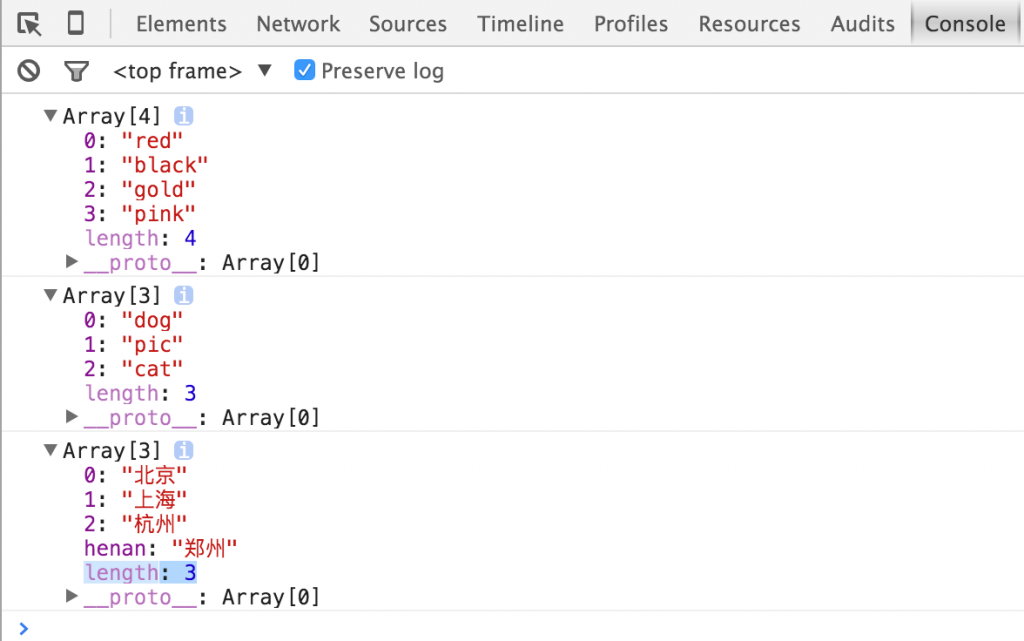 Elements Network Sources Timeline Profiles Resources Audits Console
<top frame> ▼ Preserve log
▼Array[4] i
0: "red"
1: "black"
2: "gold"
3: "pink"
length: 4
▶__proto__: Array[0]
▼Array[3] i
0: "dog"
1: "pic"
2: "cat"
length: 3
▶__proto__: Array[0]
▼Array[3] i
0: "北京"
1: "上海"
2: "杭州"
henan: "郑州"
length: 3
▶__proto__: Array[0]
>